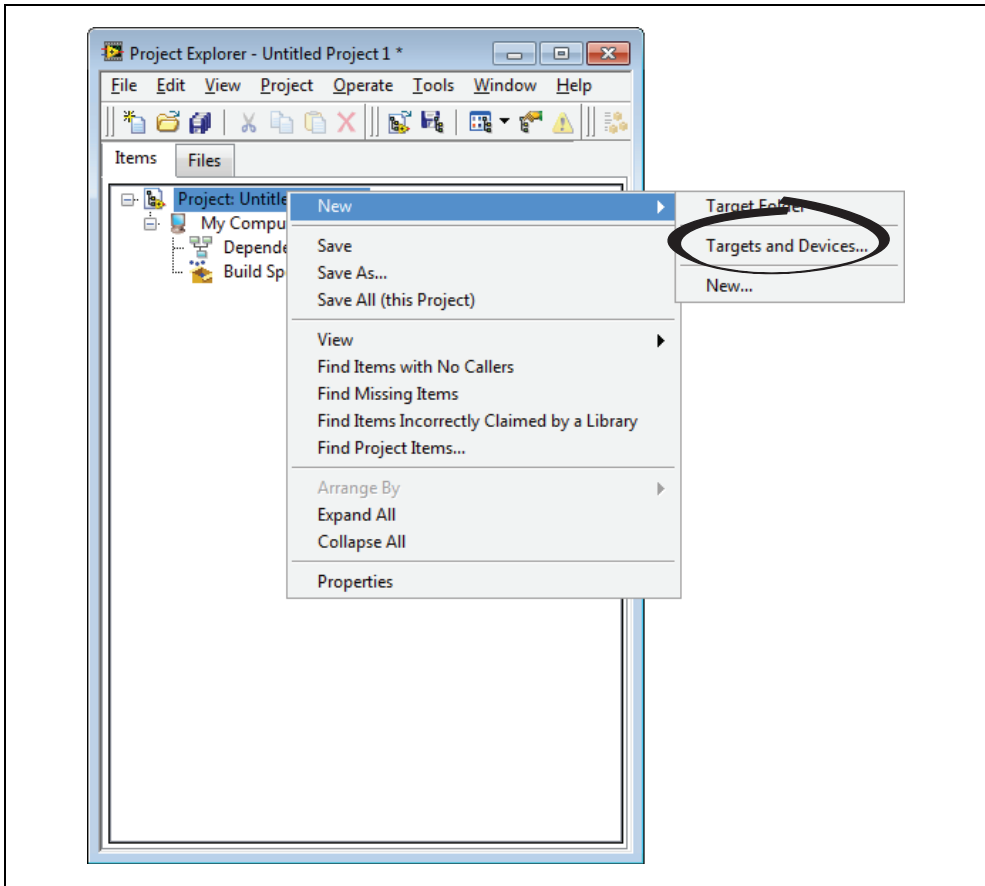 Project Explorer - Untitled Project 1 *
File Edit View Project Operate Tools Window Help
Items Files
Project: Untitle
My Compu
Depende
Build Sp
New
Save
Save As...
Save All (this Project)
View
Find Items with No Callers
Find Missing Items
Find Items Incorrectly Claimed by a Library
Find Project Items...
Arrange By
Expand All
Collapse All
Properties
Target Folder
Targets and Devices...
New...